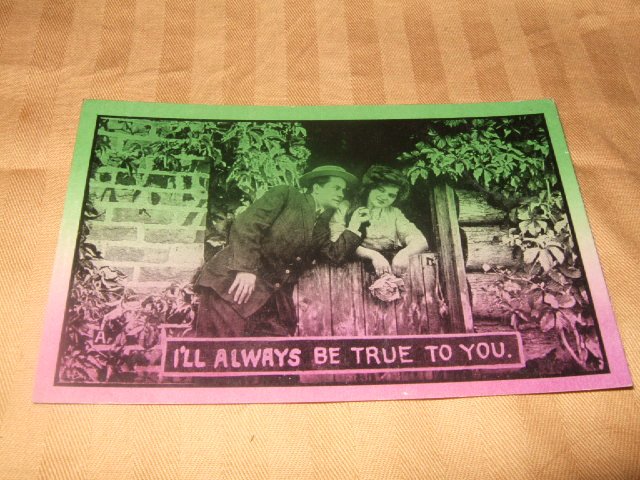 A.
I'LL ALWAYS BE TRUE TO YOU.